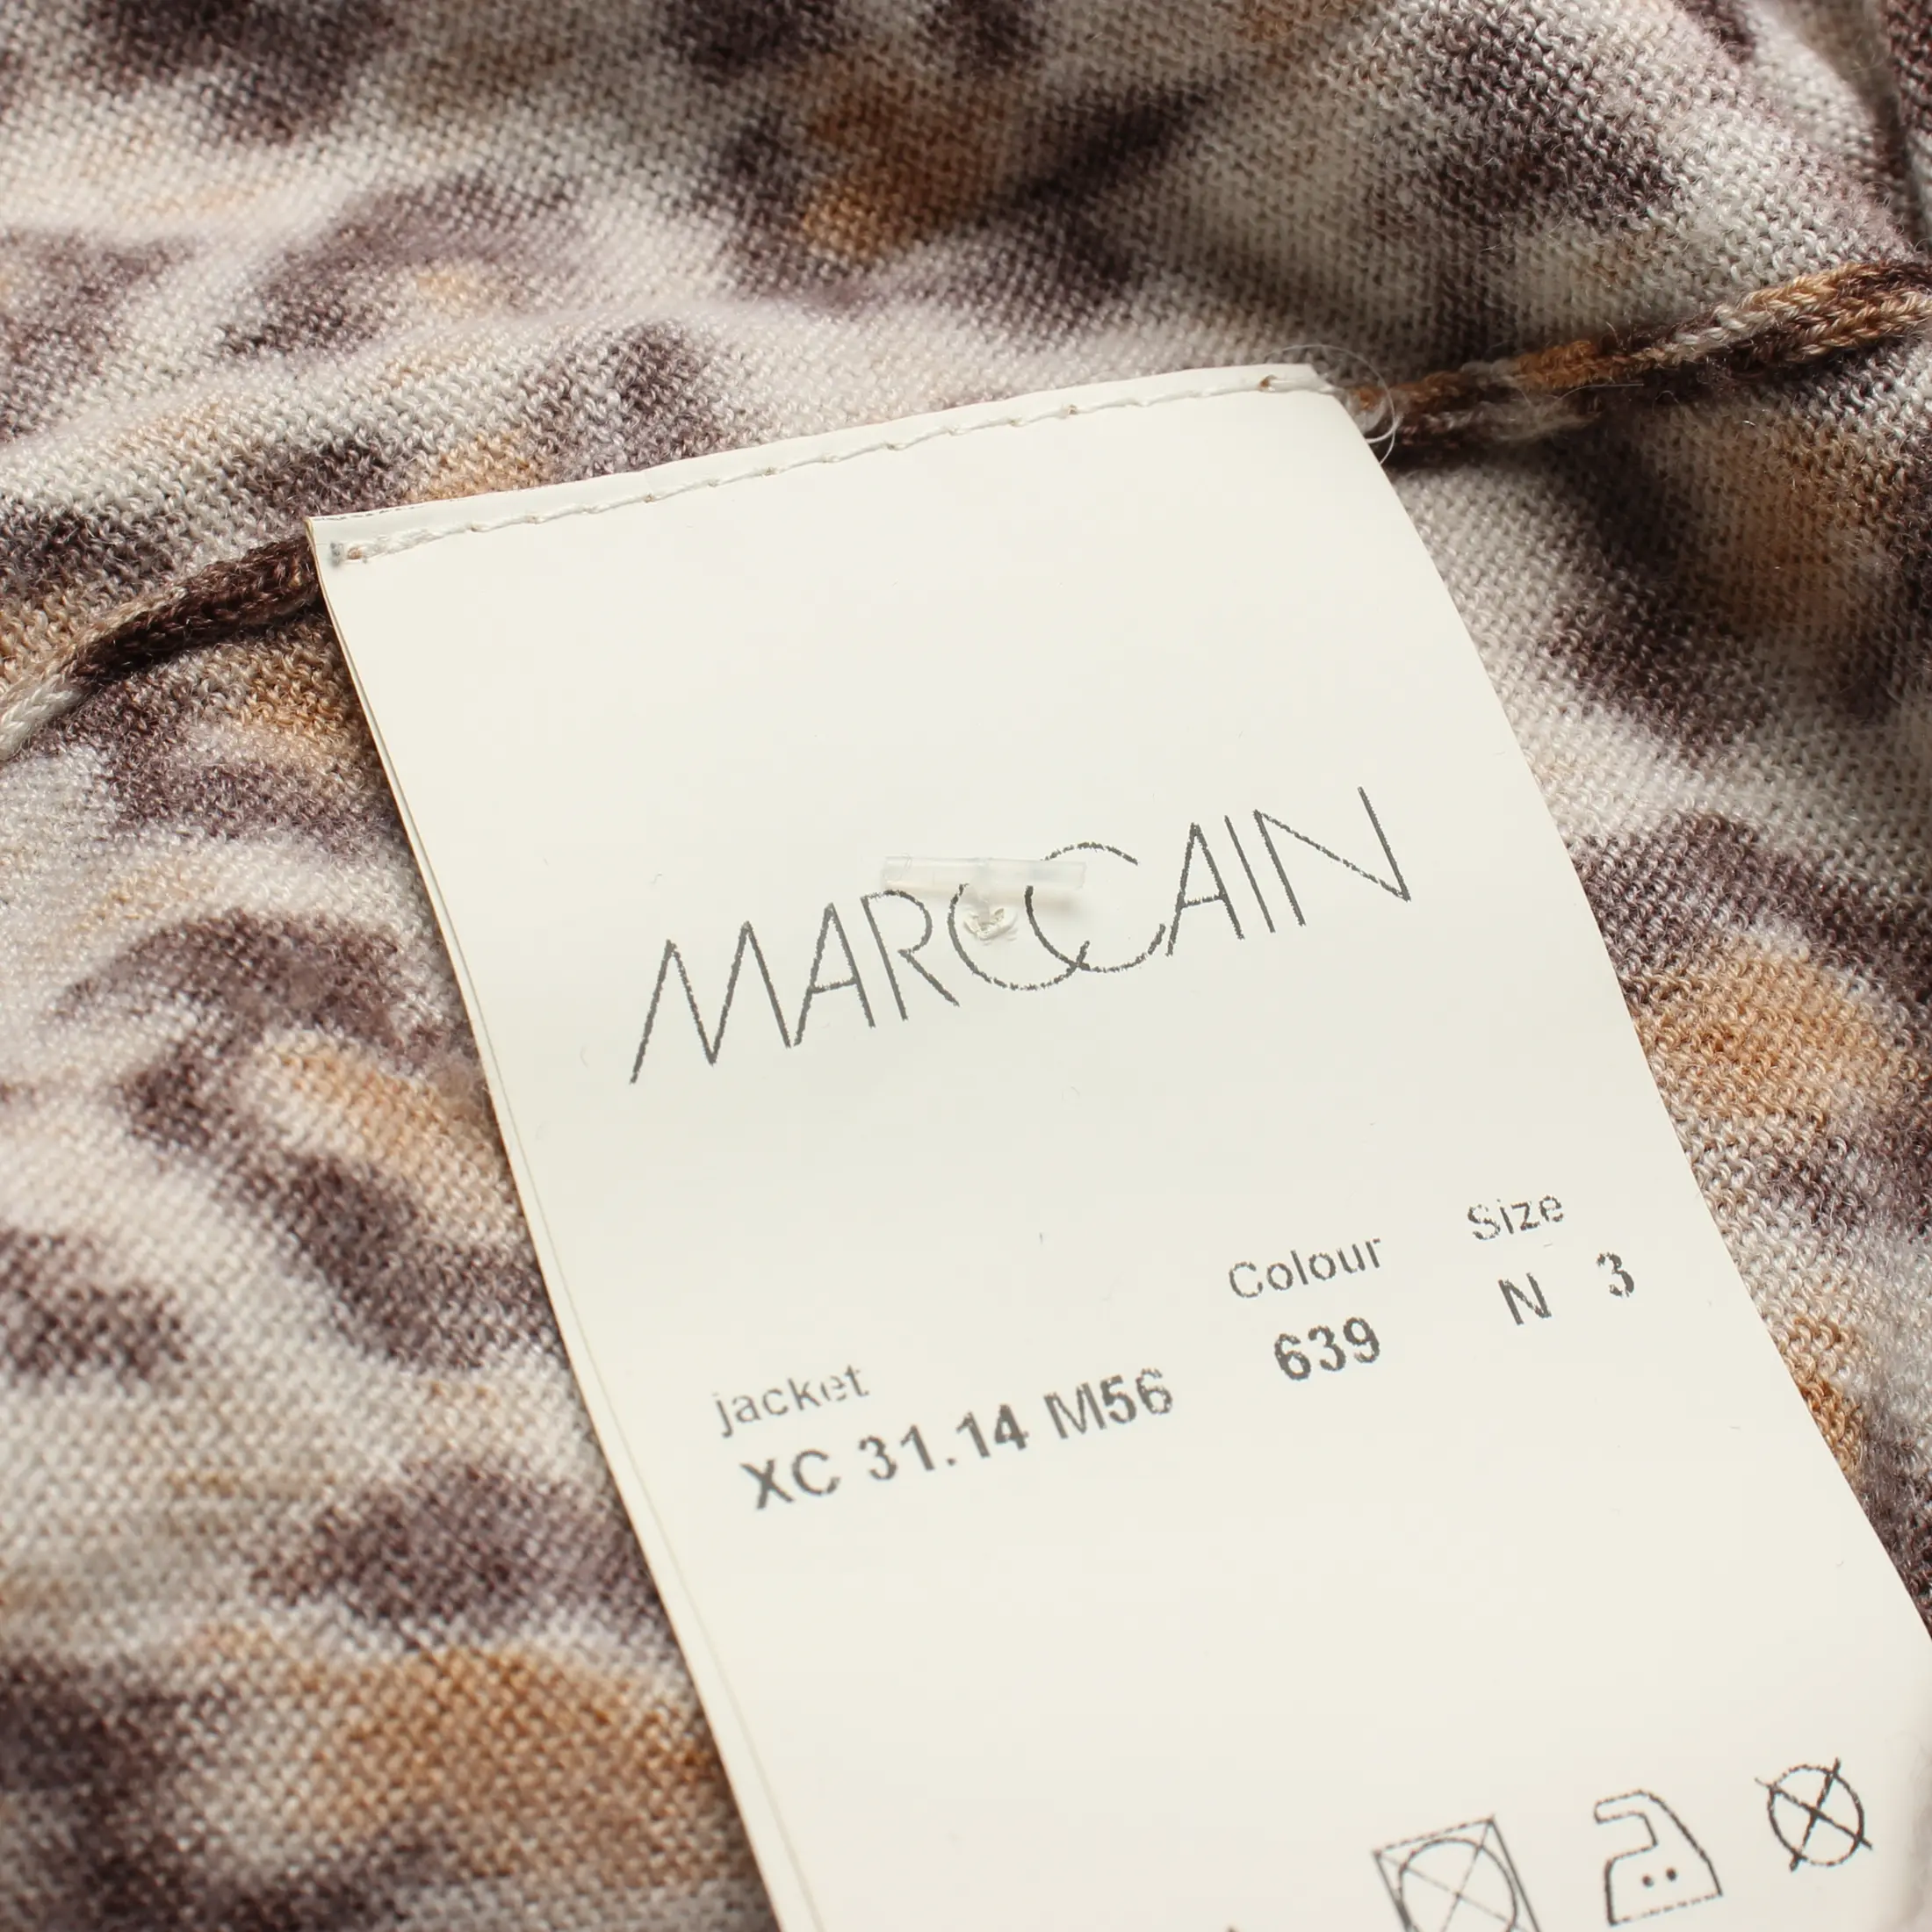 MARCCAIN
jacket Colour Size
XC 31.14 M56 639 N 3